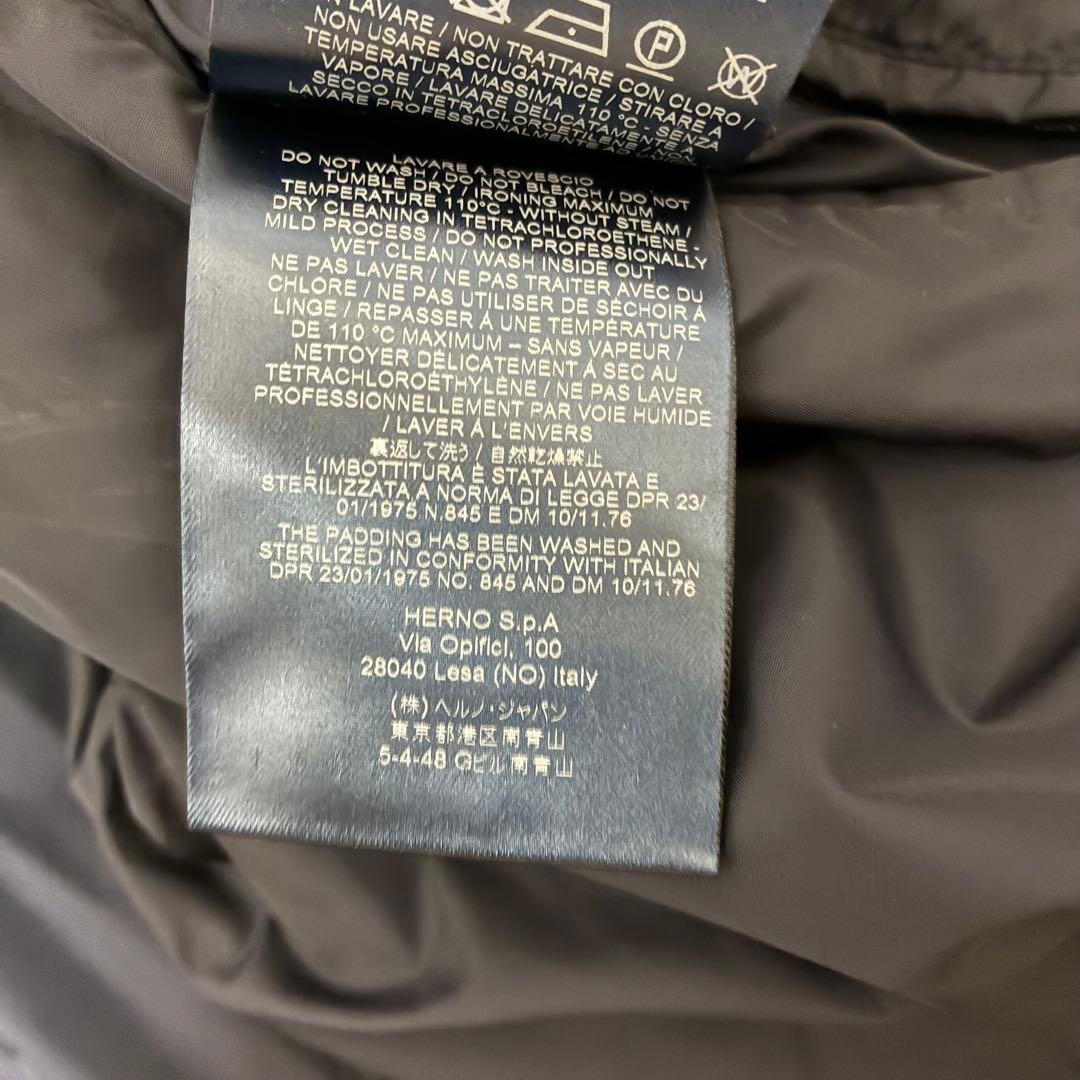 N LAVARE / NON TRATTARE CON CLORO /
NON USARE ASCIUGATRICE / STIRARE A
TEMPERATURA MASSIMA 110 °C - SENZA
VAPORE / LAVARE DELICATAMENTE A
SECCO IN TETRACLOROETILENE / NON
LAVARE PROFESSIONALMENTE AD
LAVARE A ROVESCIO
DO NOT WASH / DO NOT BLEACH / DO NOT
TUMBLE DRY / IRONING MAXIMUM
TEMPERATURE 110°C - WITHOUT STEAM /
DRY CLEANING IN TETRACHLOROETHENE -
MILD PROCESS / DO NOT PROFESSIONALLY
WET CLEAN / WASH INSIDE OUT
NE PAS LAVER / NE PAS TRAITER AVEC DU
CHLORE / NE PAS UTILISER DE SÉCHOIR À
LINGE / REPASSER À UNE TEMPÉRATURE
DE 110 °C MAXIMUM – SANS VAPEUR /
NETTOYER DÉLICATEMENT À SEC AU
TÉTRACHLOROÉTHYLÈNE / NE PAS LAVER
PROFESSIONNELLEMENT PAR VOIE HUMIDE
/ LAVER À L'ENVERS
裏返して洗う / 自然乾燥禁止
L'IMBOTTITURA È STATA LAVATA E
STERILIZZATA A NORMA DI LEGGE DPR 23/
01/1975 N.845 E DM 10/11.76
THE PADDING HAS BEEN WASHED AND
STERILIZED IN CONFORMITY WITH ITALIAN
DPR 23/01/1975 NO. 845 AND DM 10/11.76
HERNO S.p.A
Via Opifici, 100
28040 Lesa (NO) Italy
(株) ヘルノ・ジャパン
東京都港区南青山
5-4-48 Gビル南青山